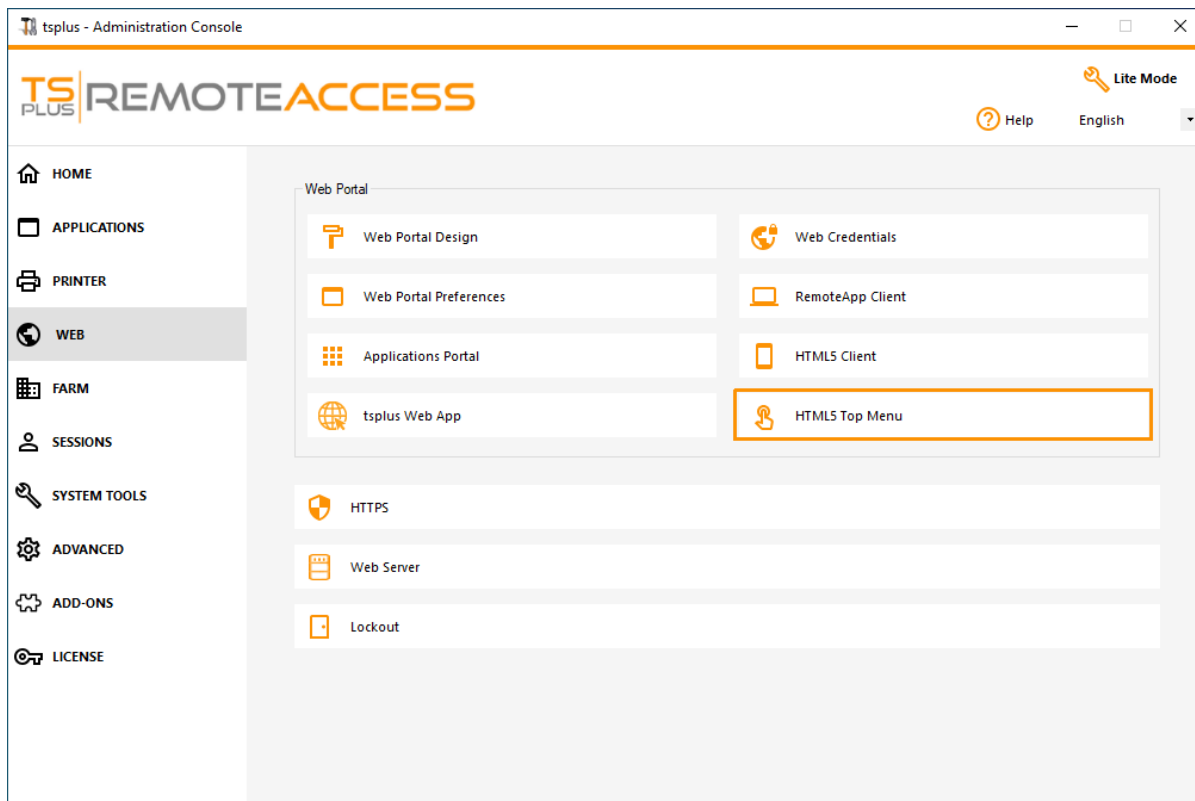 tsplus - Administration Console
TS PLUS REMOTEACCESS
Lite Mode
Help
English
HOME
APPLICATIONS
PRINTER
WEB
FARM
SESSIONS
SYSTEM TOOLS
ADVANCED
ADD-ONS
LICENSE
Web Portal
Web Portal Design
Web Credentials
Web Portal Preferences
RemoteApp Client
Applications Portal
HTML5 Client
tsplus Web App
HTML5 Top Menu
HTTPS
Web Server
Lockout